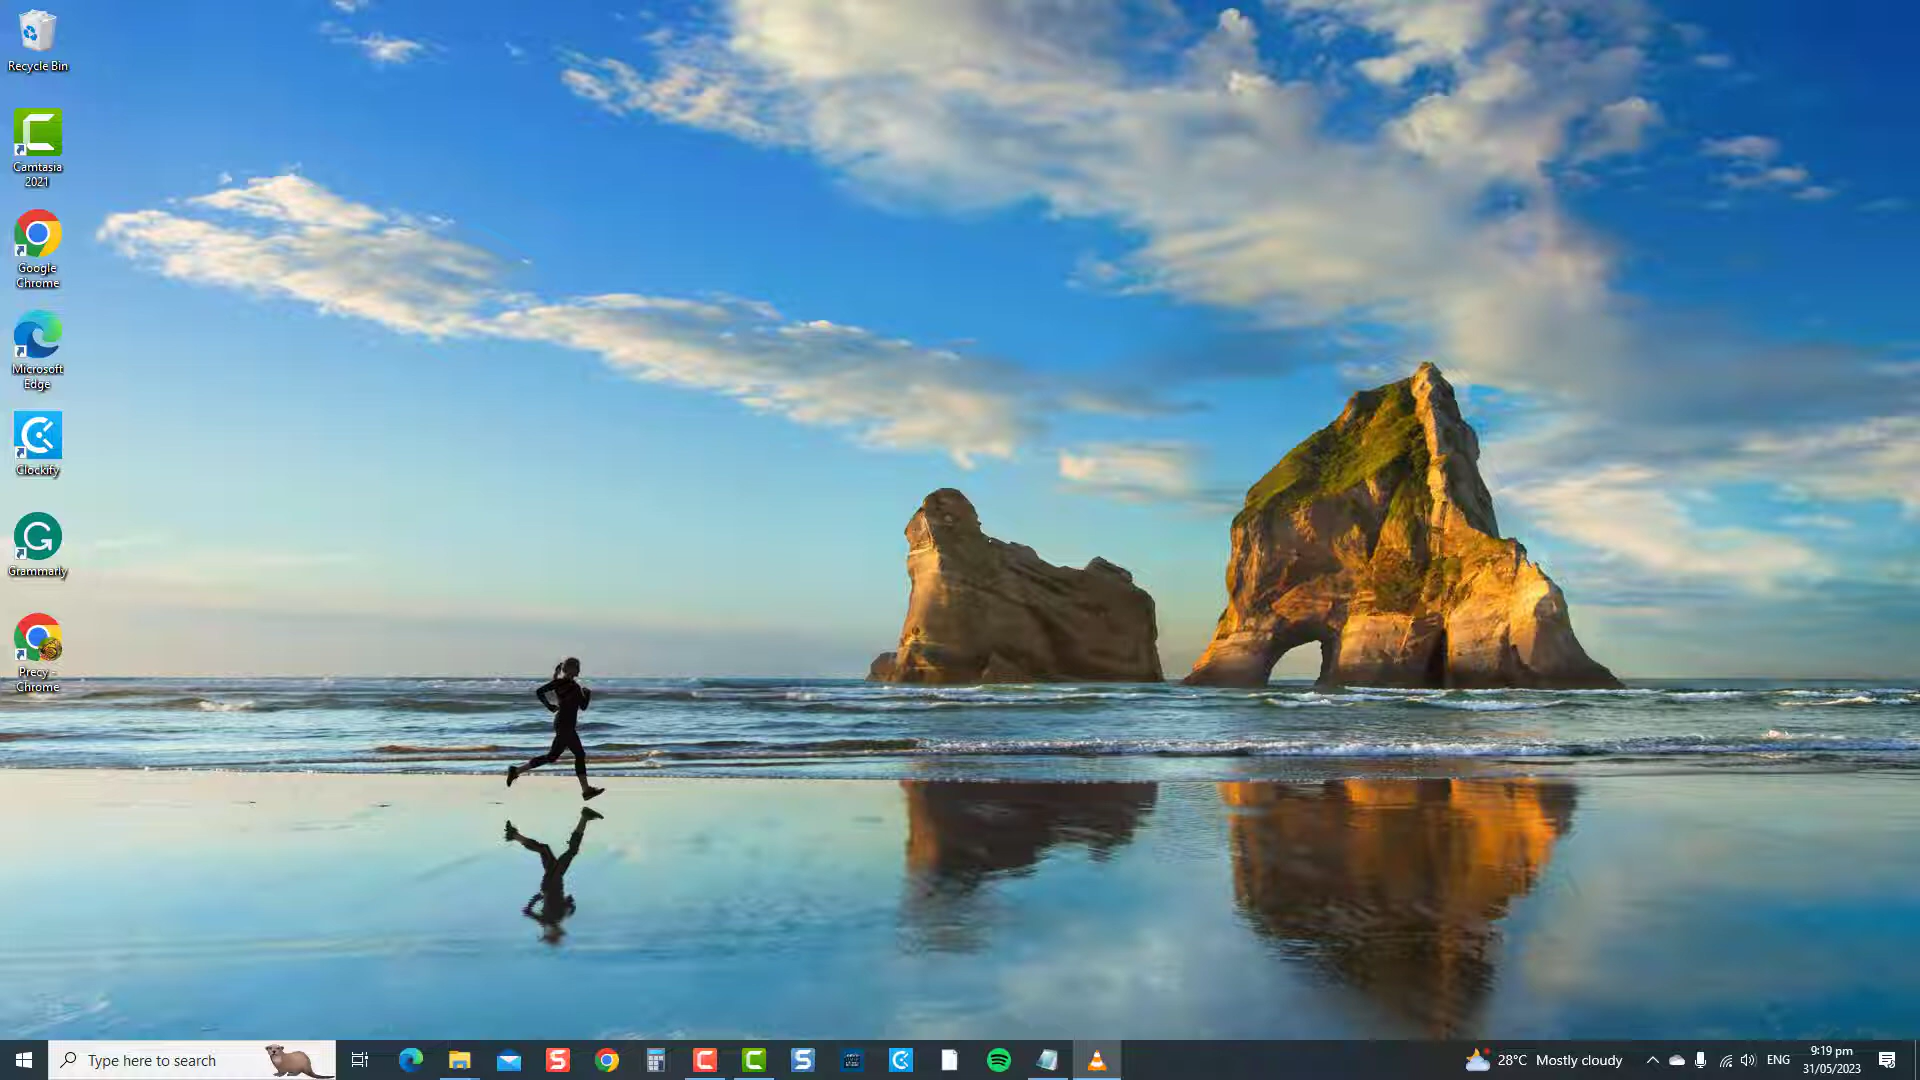 Recycle Bin
Camtasia
2021
Google
Chrome
Microsoft
Edge
Clockify
Grammarly
Precy -
Chrome
Type here to search
28°C Mostly cloudy
ENG
9:19 pm
31/05/2023